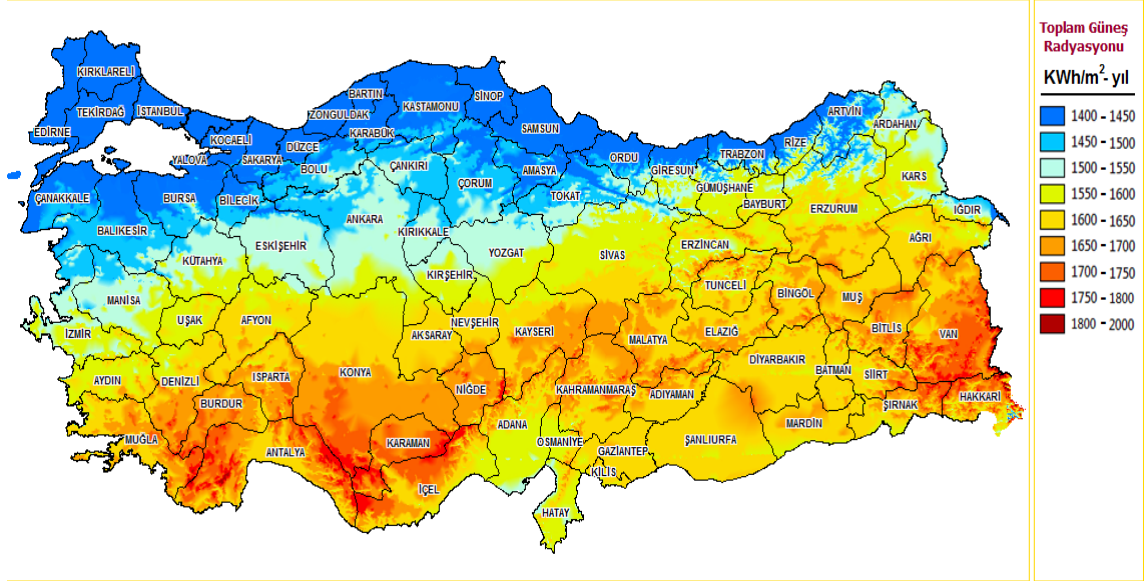 Toplam Güneş
Radyasyonu
KWh/m²- yıl
1400 - 1450
1450 - 1500
1500 - 1550
1550 - 1600
1600 - 1650
1650 - 1700
1700 - 1750
1750 - 1800
1800 - 2000
KIRKLARELİ
TEKİRDAĞ
İSTANBUL
EDİRNE
KOCAELİ
YALOVA
SAKARYA
DÜZCE
BOLU
ZONGULDAK
BARTIN
KARABÜK
KASTAMONU
SİNOP
SAMSUN
ÇANKIRI
ÇORUM
AMASYA
TOKAT
ORDU
GİRESUN
TRABZON
RİZE
ARTVİN
ARDAHAN
KARS
IĞDIR
GÜMÜŞHANE
BAYBURT
ERZURUM
AĞRI
ÇANAKKALE
BURSA
BİLECİK
BALIKESİR
KÜTAHYA
ESKİŞEHİR
ANKARA
KIRIKKALE
YOZGAT
KIRŞEHİR
SİVAS
ERZİNCAN
TUNCELİ
BİNGÖL
MUŞ
BİTLİS
VAN
MANİSA
İZMİR
UŞAK
AFYON
AKSARAY
NEVŞEHİR
KAYSERİ
MALATYA
ELAZIĞ
DİYARBAKIR
BATMAN
SİİRT
AYDIN
DENİZLİ
ISPARTA
BURDUR
KONYA
NİĞDE
KAHRAMANMARAŞ
ADIYAMAN
ŞIRNAK
HAKKARİ
MUĞLA
ANTALYA
KARAMAN
İÇEL
ADANA
OSMANİYE
GAZİANTEP
KİLİS
ŞANLIURFA
MARDİN
HATAY